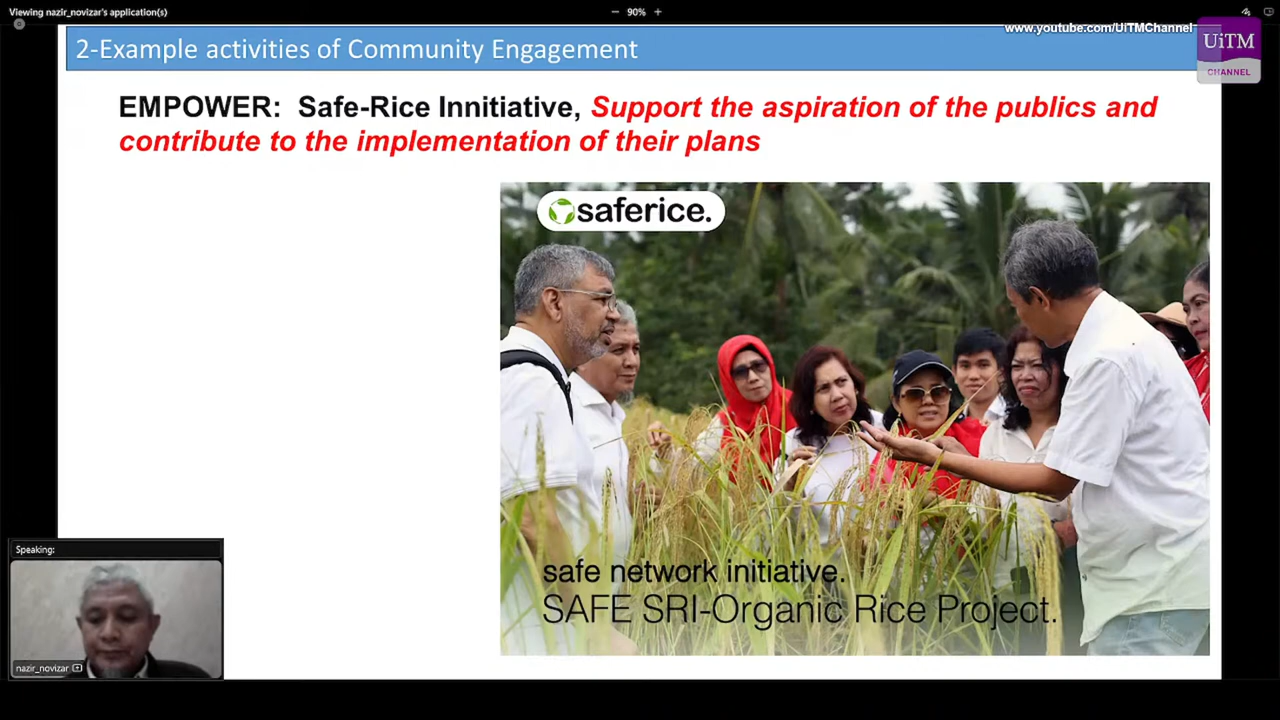 Viewing nazir_novizar's application(s)
90%
www.youtube.com/UiTMChannel
UiTM
CHANNEL
2-Example activities of Community Engagement
EMPOWER: Safe-Rice Innitiative, Support the aspiration of the publics and
contribute to the implementation of their plans
saferice.
safe network initiative.
SAFE SRI-Organic Rice Project.
Speaking:
nazir_novizar